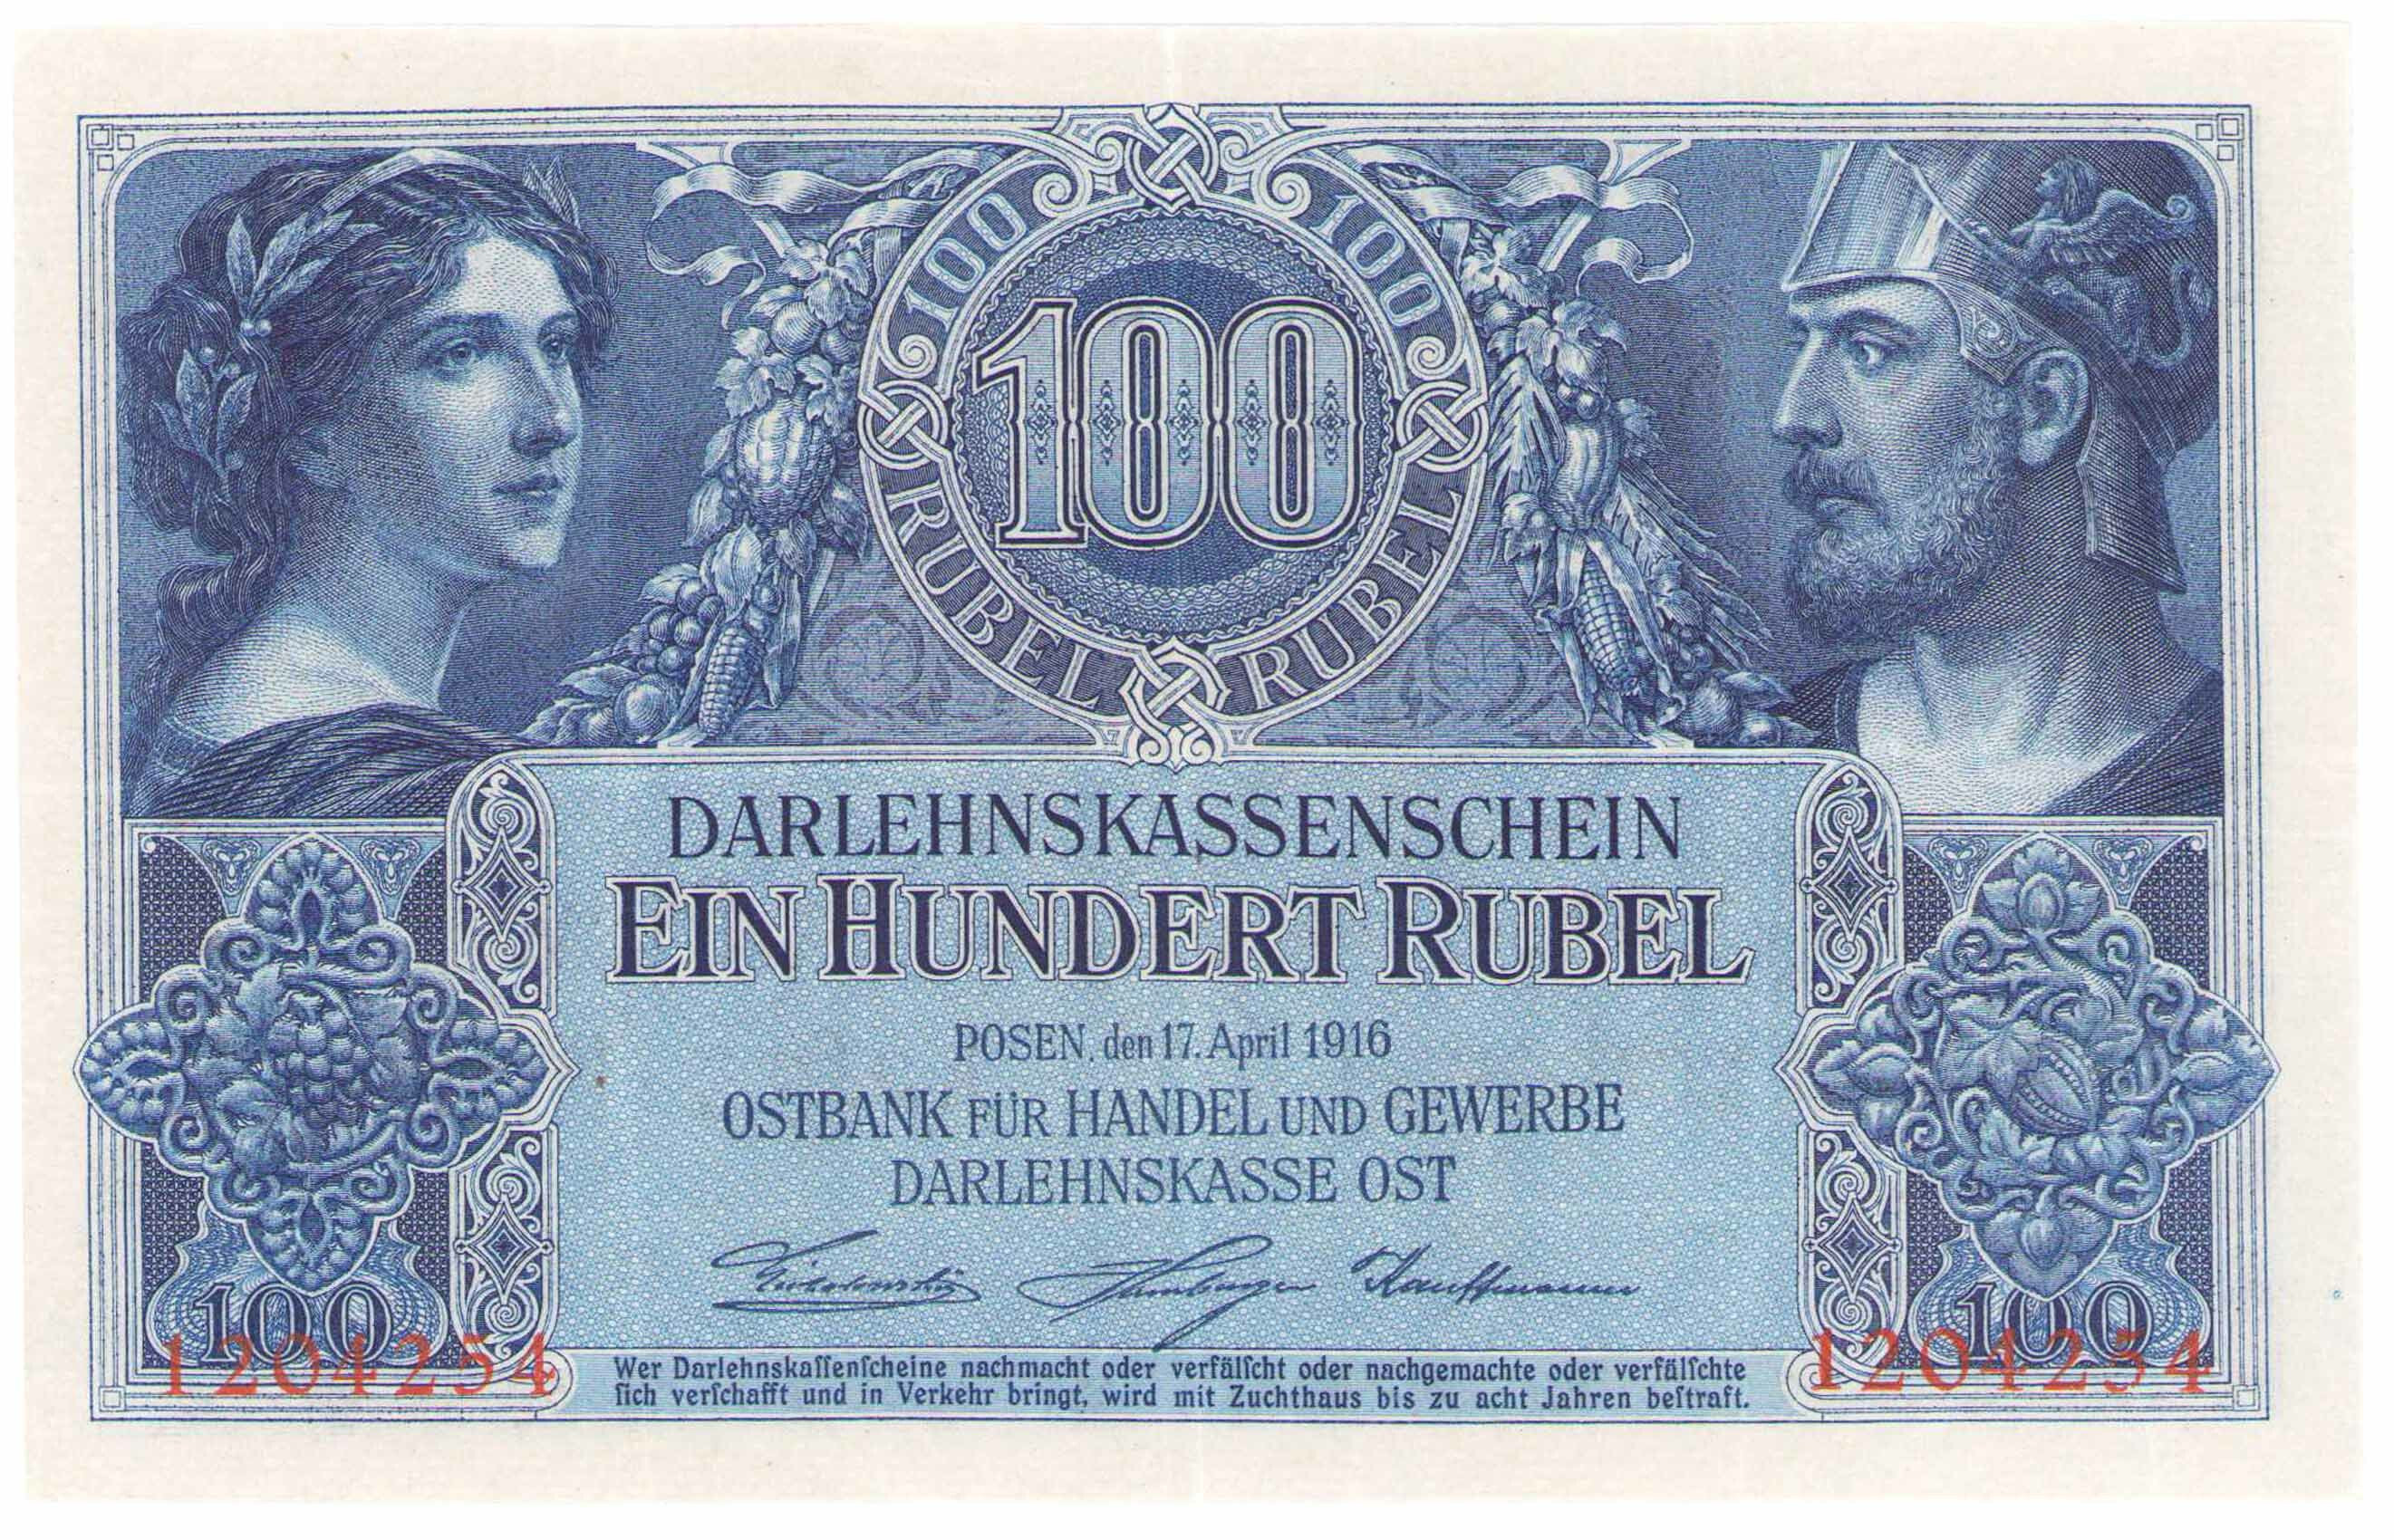 100 100
100
RUBEL RUBEL
DARLEHNSKASSENSCHEIN
EIN HUNDERT RUBEL
POSEN, den 17. April 1916
OSTBANK FÜR HANDEL UND GEWERBE
DARLEHNSKASSE OST
Kauffmann
100 100
1204254 1204254
Wer Darlehnskaſſenſcheine nachmacht oder verfälſcht oder nachgemachte oder verfälſchte
ſich verſchafft und in Verkehr bringt, wird mit Zuchthaus bis zu acht Jahren beſtraft.